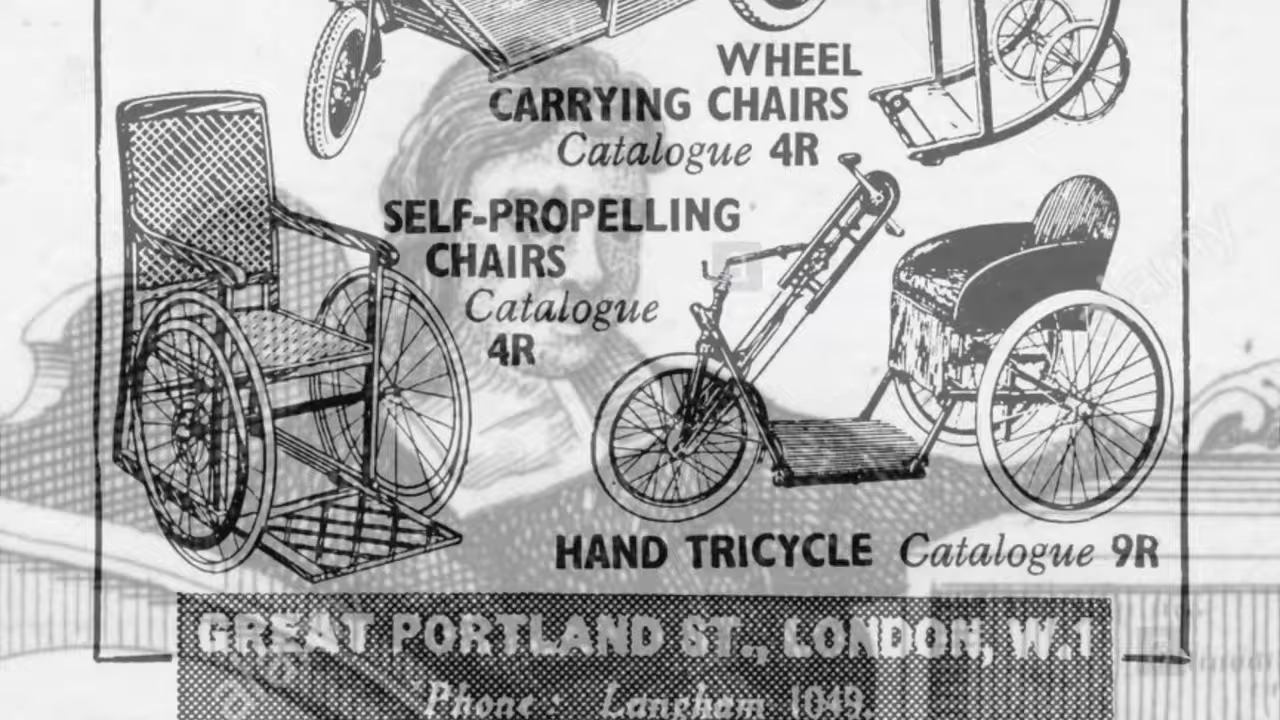 WHEEL
CARRYING CHAIRS
Catalogue 4R
SELF-PROPELLING
CHAIRS
Catalogue
4R
HAND TRICYCLE Catalogue 9R
GREAT PORTLAND ST., LONDON, W.1
'Phone : Langham 1049.